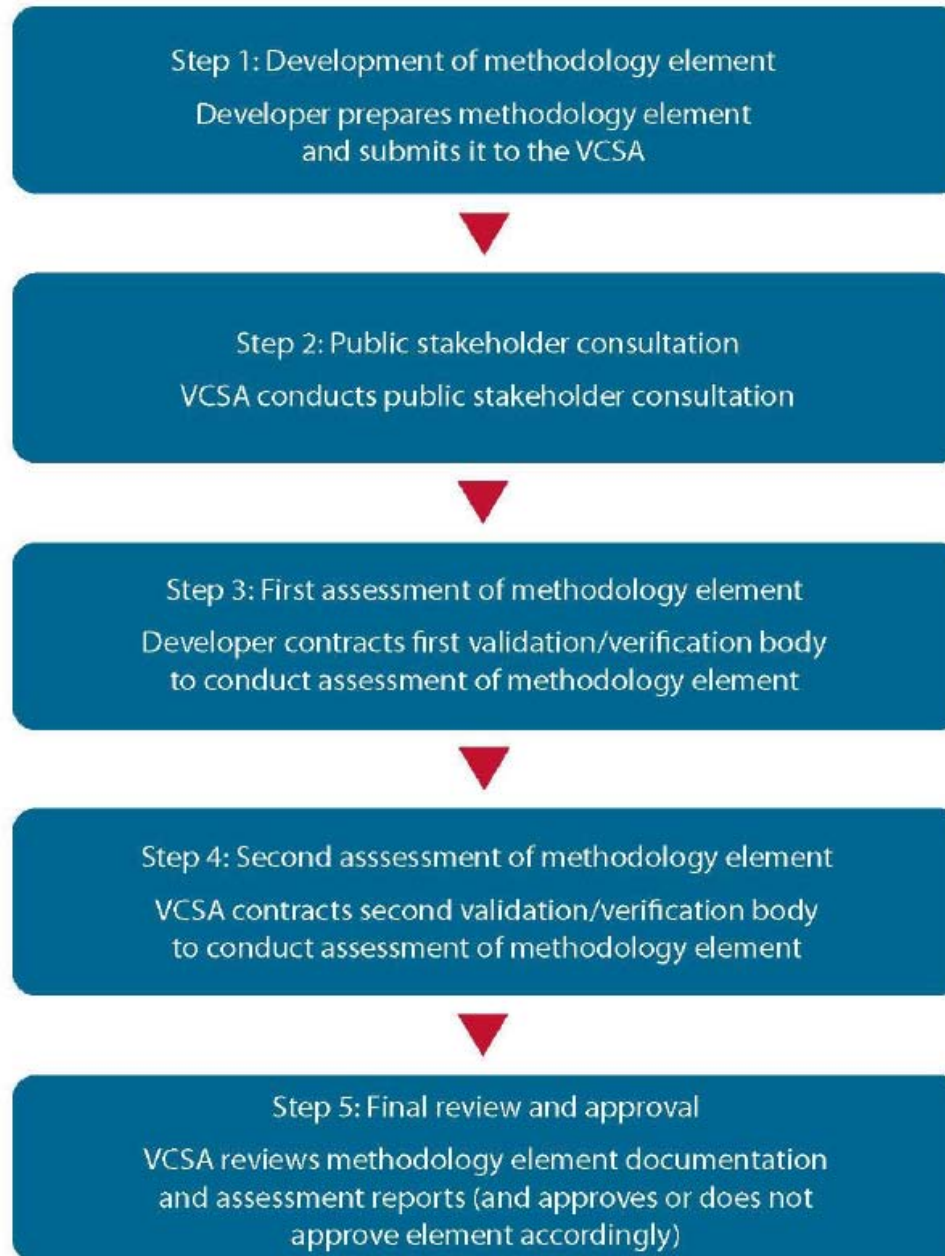 Step 1: Development of methodology element
Developer prepares methodology element
and submits it to the VCSA
Step 2: Public stakeholder consultation
VCSA conducts public stakeholder consultation
Step 3: First assessment of methodology element
Developer contracts first validation/verification body
to conduct assessment of methodology element
Step 4: Second asssessment of methodology element
VCSA contracts second validation/verification body
to conduct assessment of methodology element
Step 5: Final review and approval
VCSA reviews methodology element documentation
and assessment reports (and approves or does not
approve element accordingly)